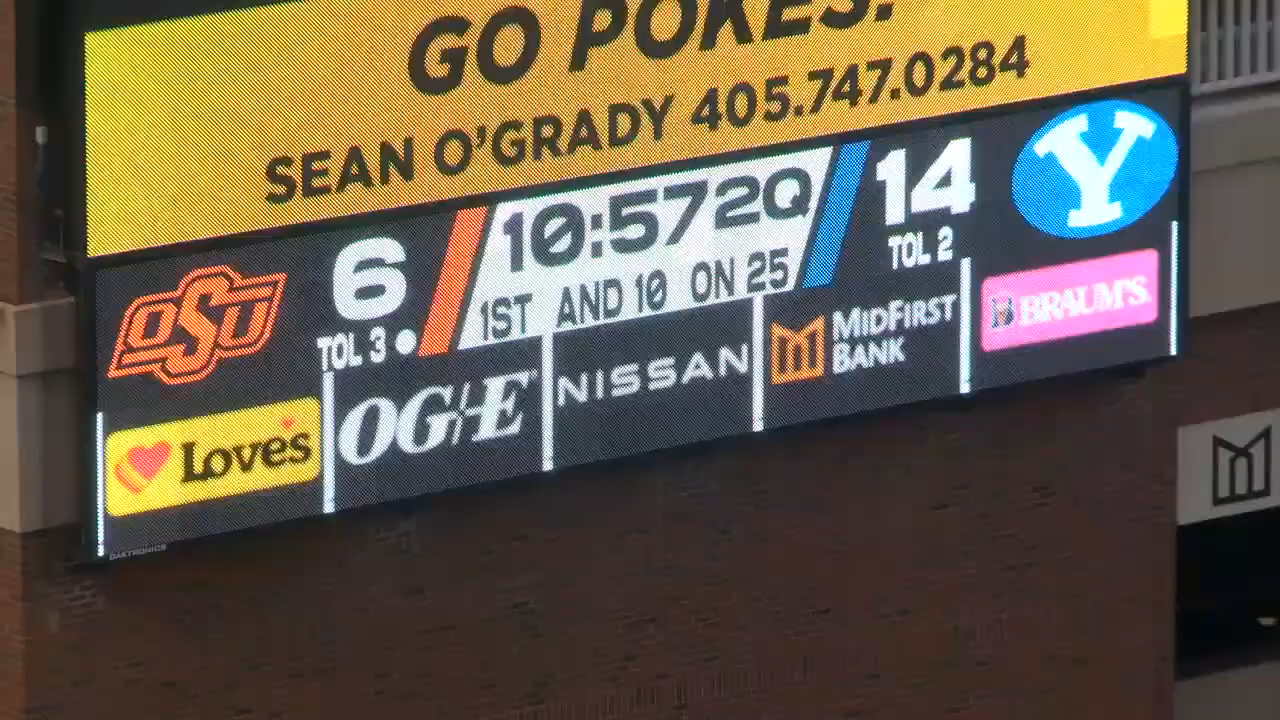 GO POKES.
SEAN O'GRADY 405.747.0284
OSU 6 10:57 2Q 14 Y
TOL 3 1ST AND 10 ON 25 TOL 2
Love's OG+E NISSAN MIDFIRST BANK BRAUM'S
DAKTRONICS